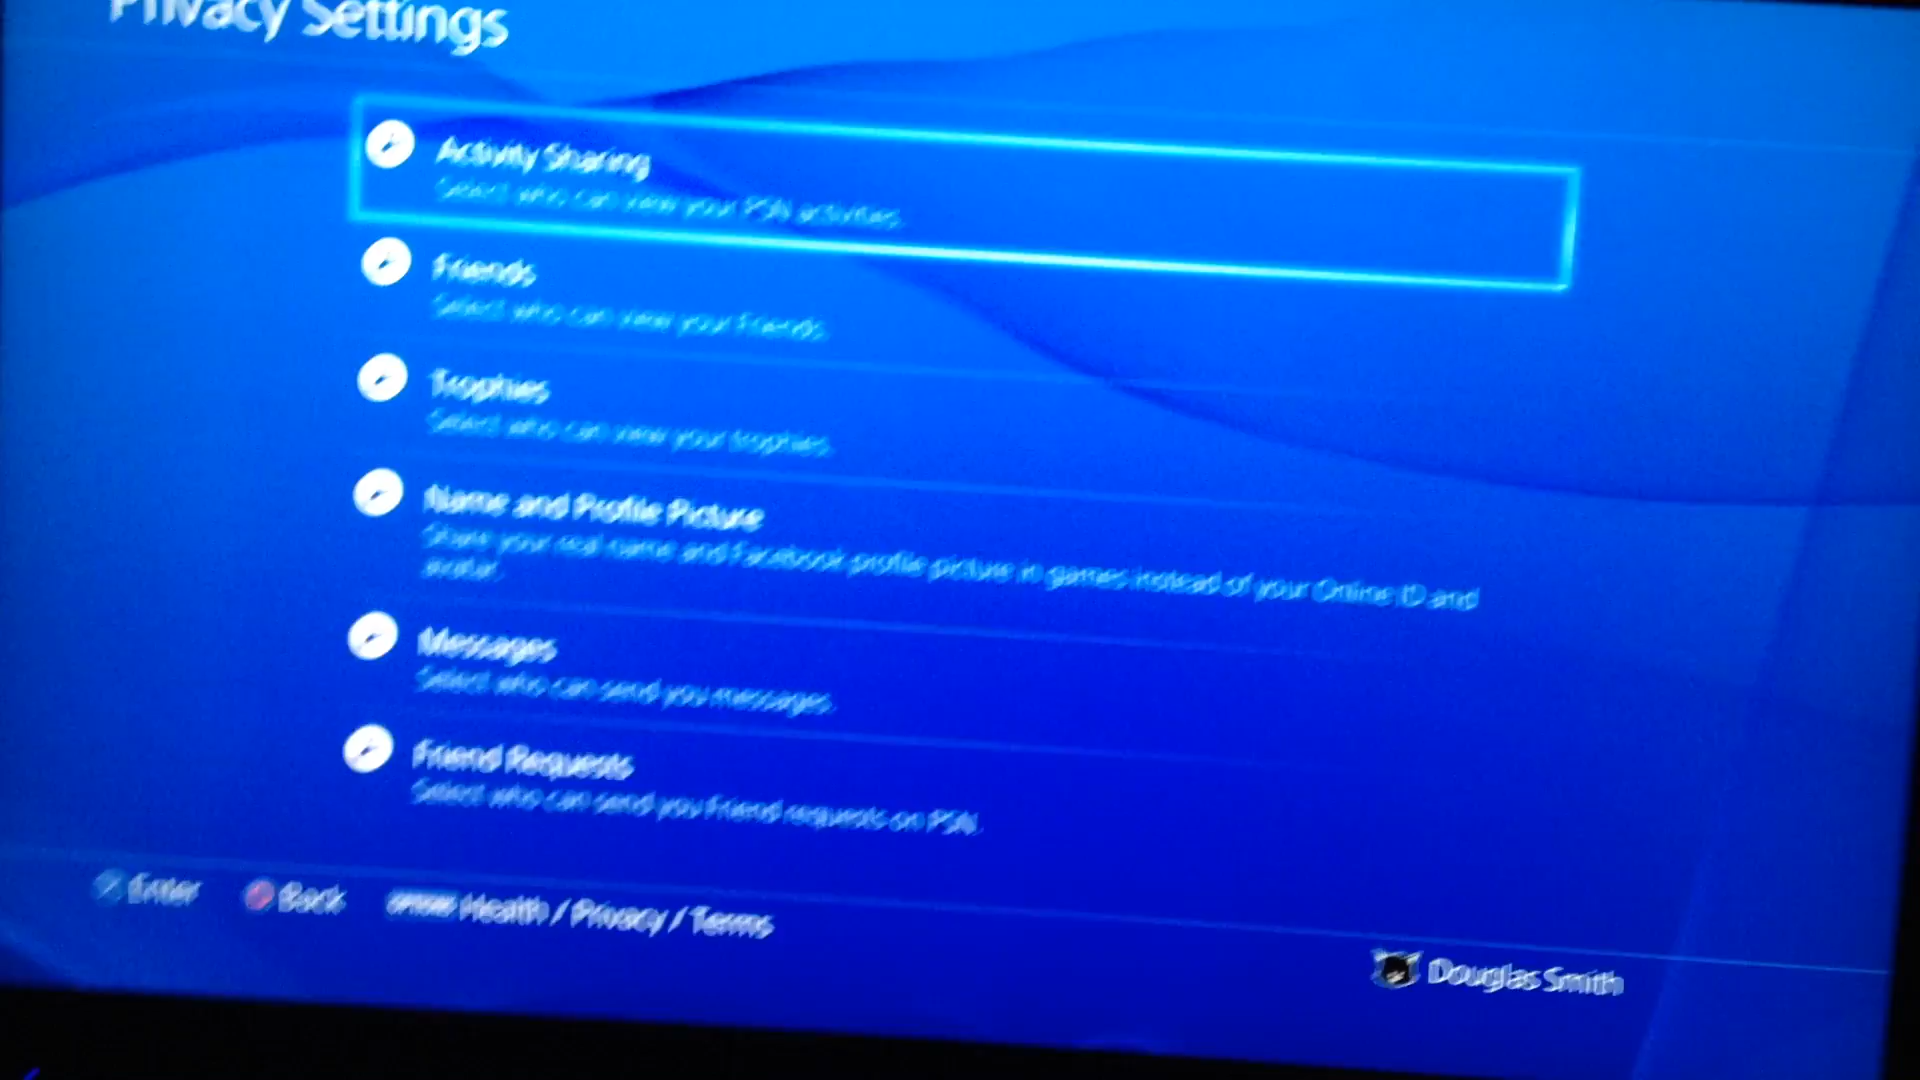 Privacy Settings
Activity Sharing
Select who can view your PSN activities.
Friends
Select who can view your Friends.
Trophies
Select who can view your trophies.
Name and Profile Picture
Share your real name and Facebook profile picture in games instead of your Online ID and
avatar.
Messages
Select who can send you messages.
Friend Requests
Select who can send you Friend requests on PSN.
Enter Back OPTIONS Health / Privacy / Terms
Douglas Smith